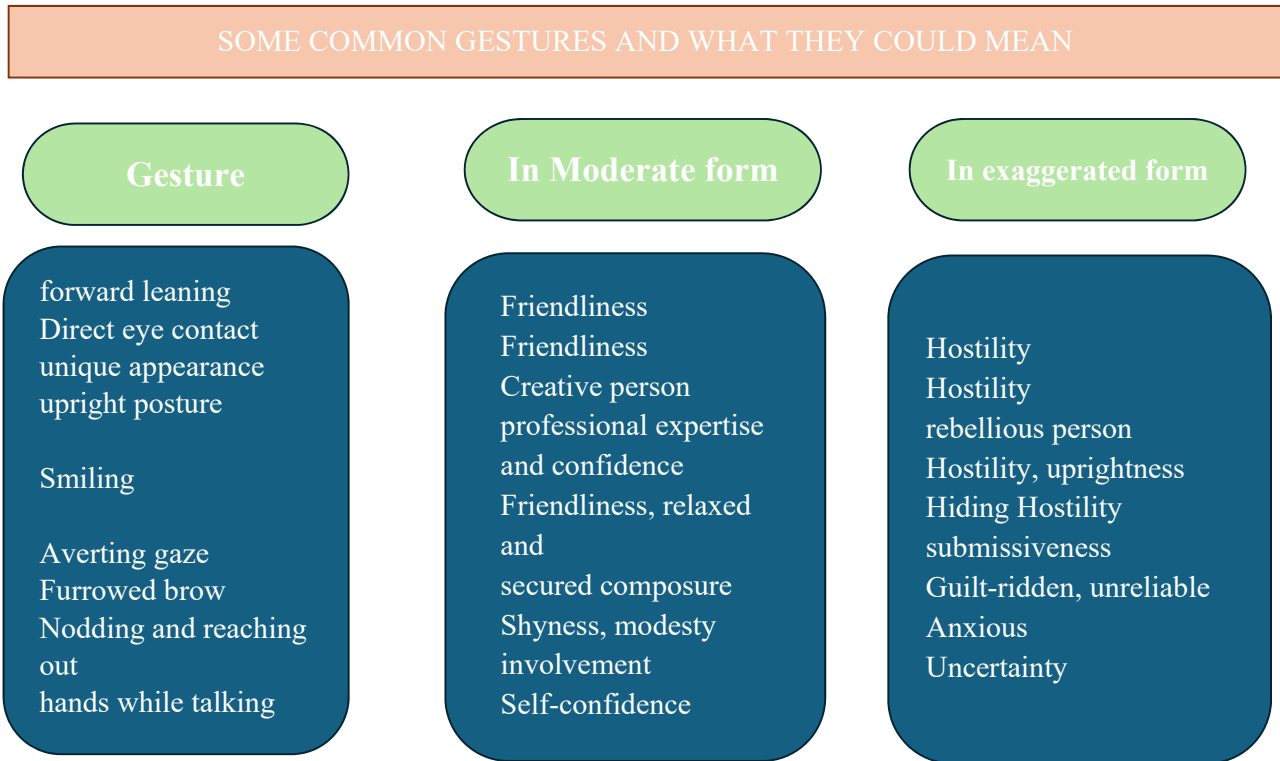 SOME COMMON GESTURES AND WHAT THEY COULD MEAN
Gesture
forward leaning
Direct eye contact
unique appearance
upright posture
Smiling
Averting gaze
Furrowed brow
Nodding and reaching
out
hands while talking
In Moderate form
Friendliness
Friendliness
Creative person
professional expertise
and confidence
Friendliness, relaxed
and
secured composure
Shyness, modesty
involvement
Self-confidence
In exaggerated form
Hostility
Hostility
rebellious person
Hostility, uprightness
Hiding Hostility
submissiveness
Guilt-ridden, unreliable
Anxious
Uncertainty